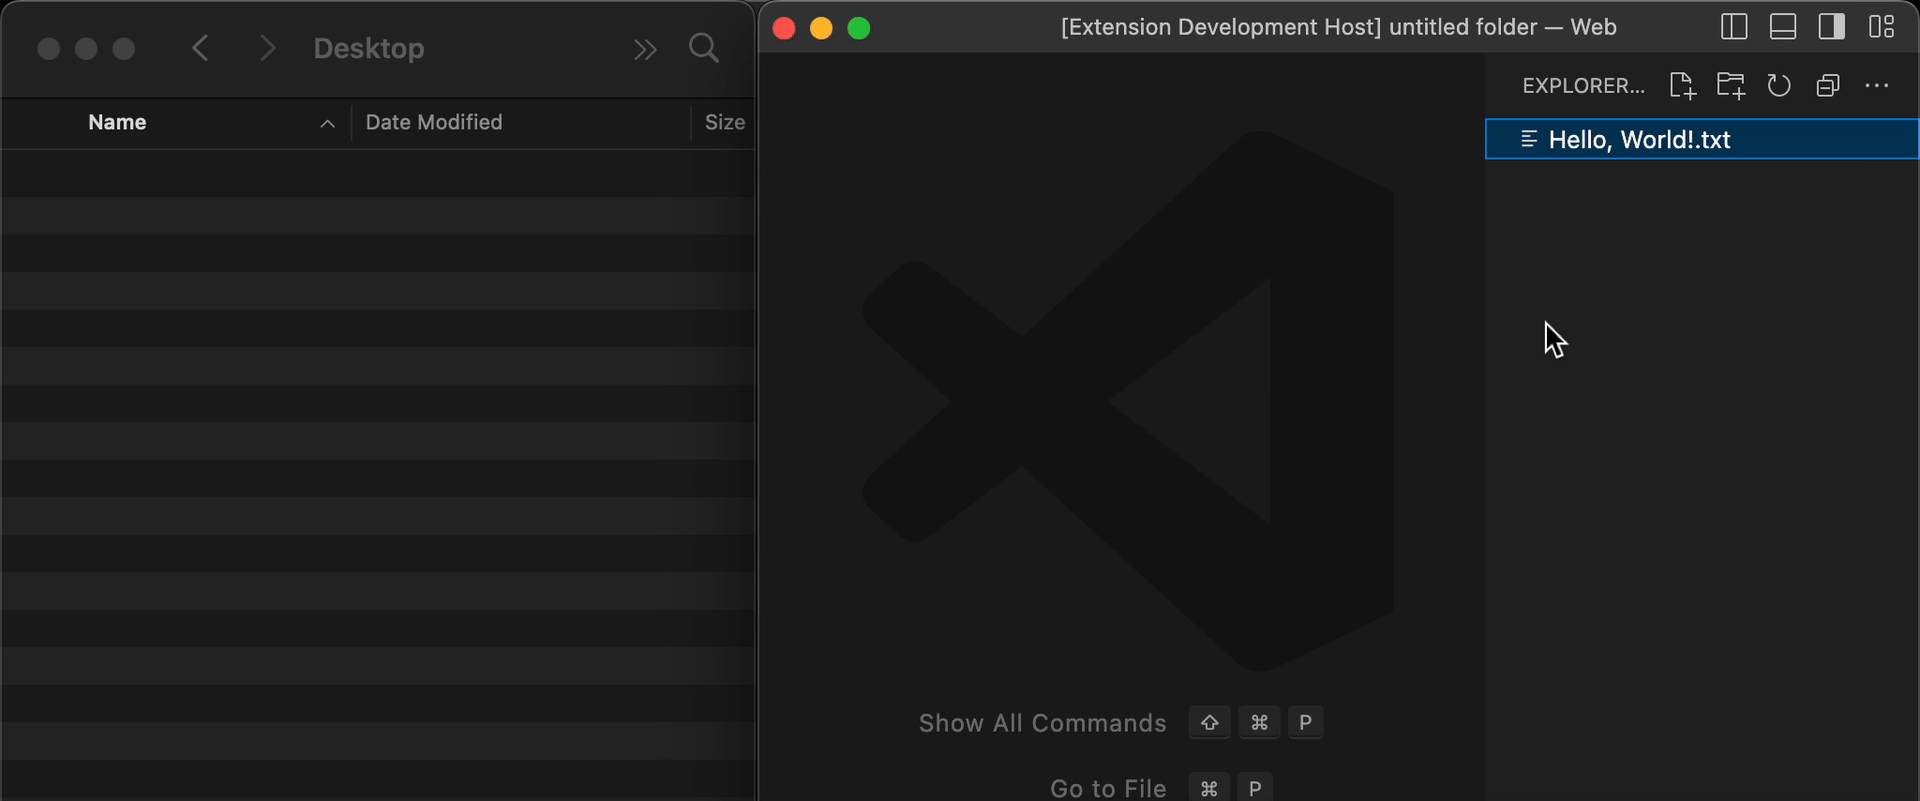 Desktop
Name
Date Modified
Size
[Extension Development Host] untitled folder — Web
EXPLORER...
Hello, World!.txt
Show All Commands ⇧ ⌘ P
Go to File ⌘ P